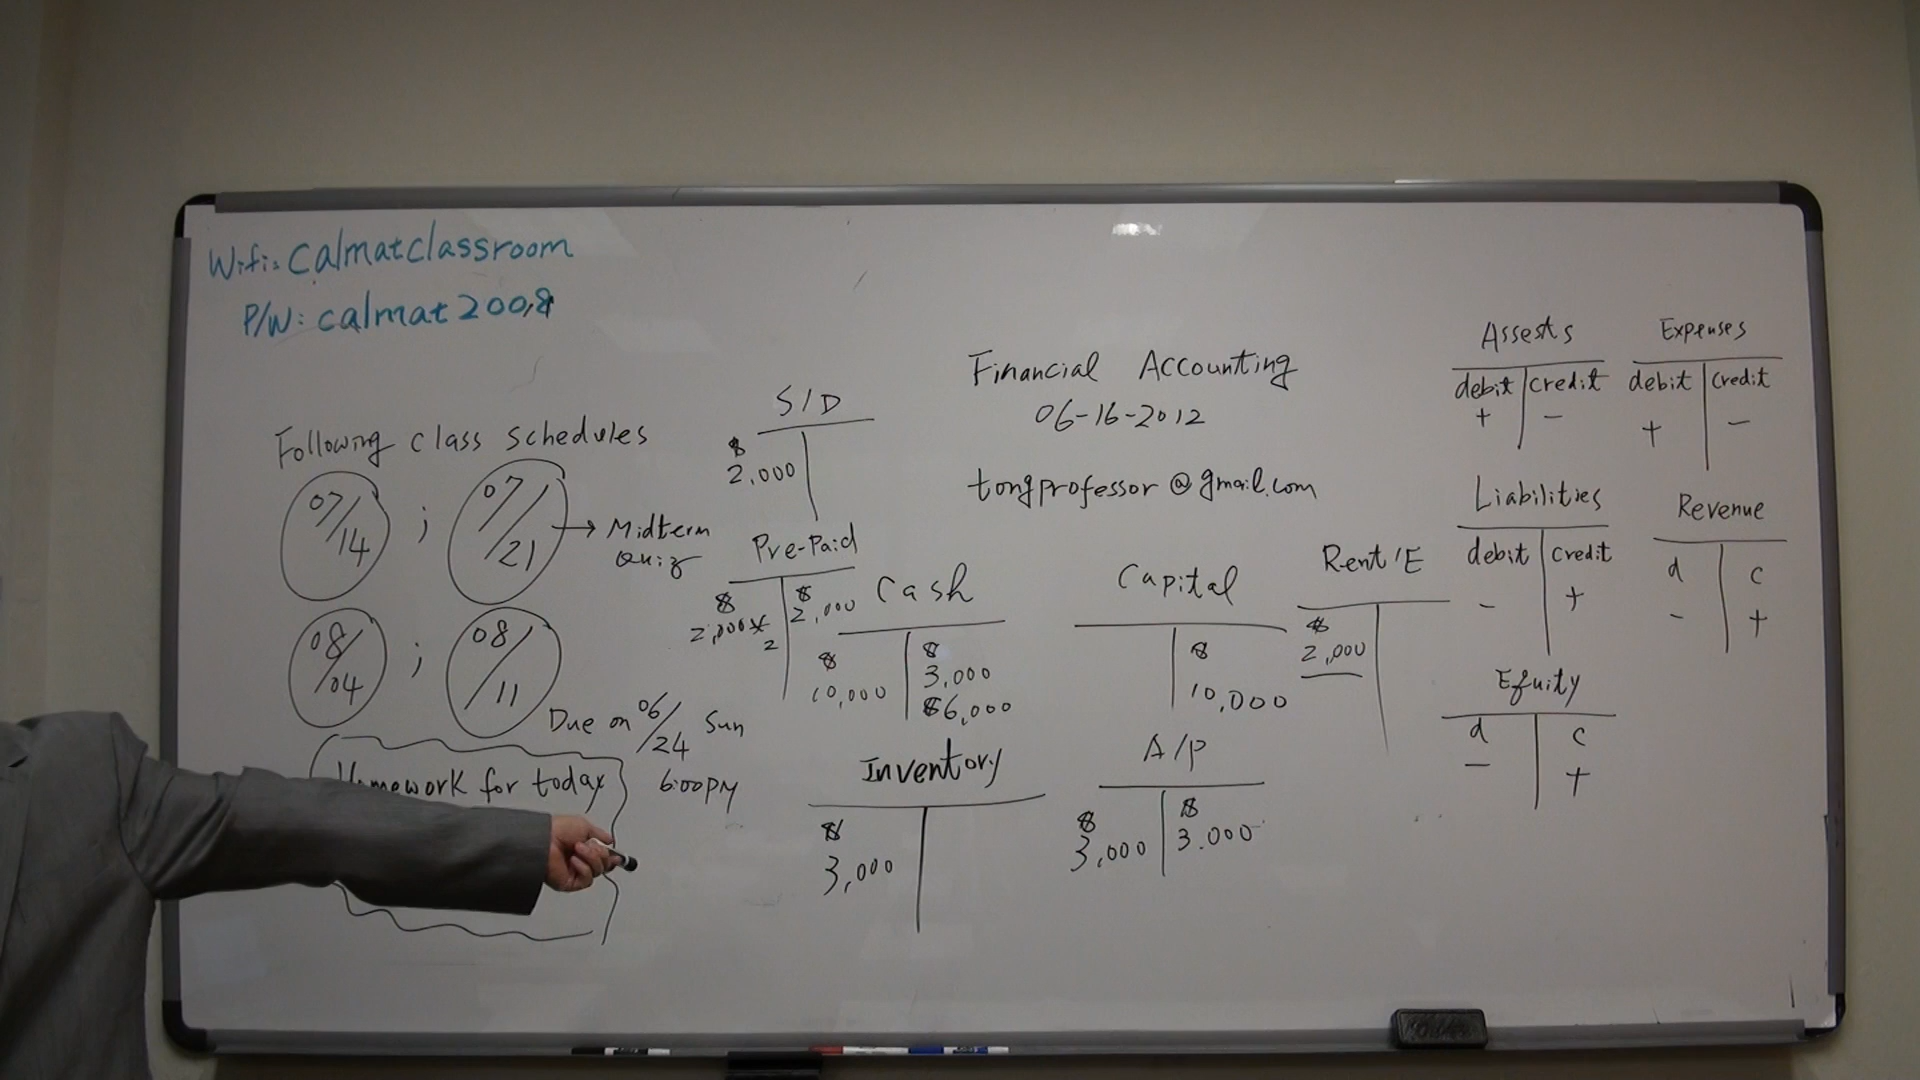 Wifi: Calmatclassroom
P/W: calmat2008
Following class schedules
07/14 ; 07/21 → Midterm Quiz
08/04 ; 08/11
Due on 06/24 Sun
6:00PM
for today
S/D
$
2,000
Pre-Paid
$ $
2,000x2 2,000
Cash
$ $
10,000 3,000
$6,000
Inventory
$
3,000
Financial Accounting
06-16-2012
tongprofessor@gmail.com
Capital
$
10,000
A/P
$ $
3,000 3.000
Rent'E
$
2,000
Assests
debit credit
+ -
Expenses
debit credit
+ -
Liabilities
debit credit
- +
Revenue
d c
- +
Equity
d c
- +